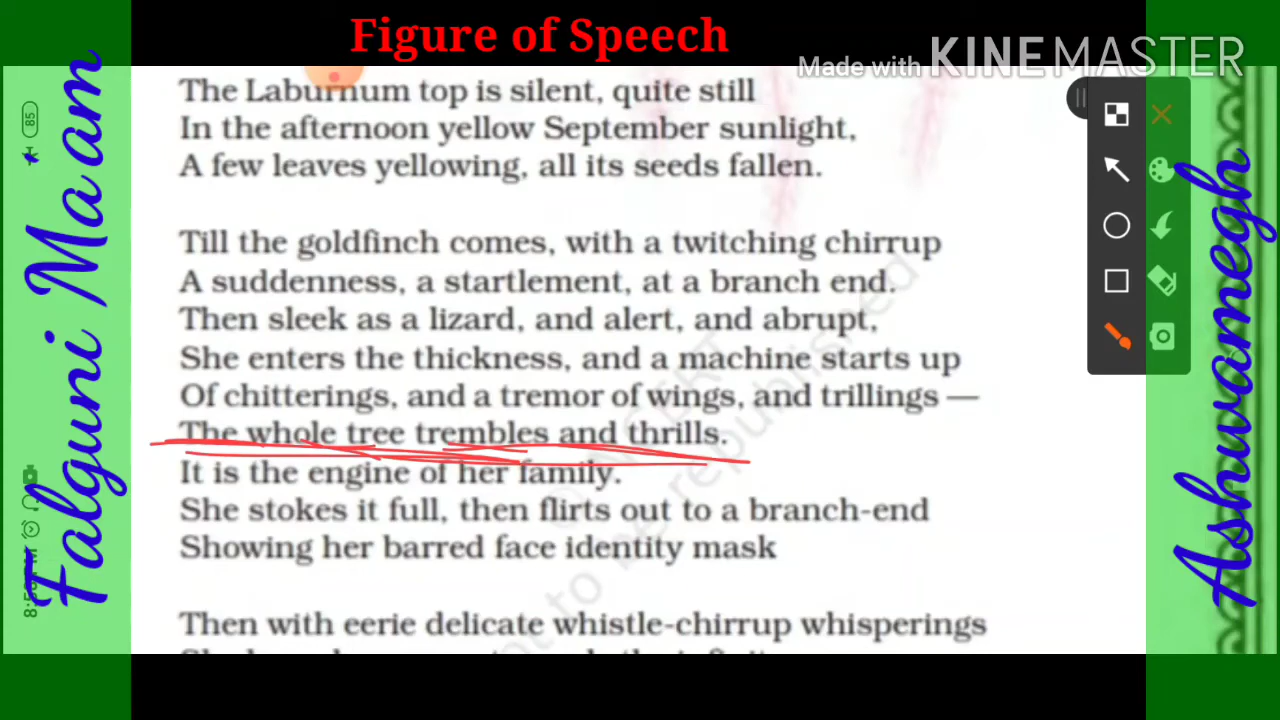 Figure of Speech
Made with KINEMASTER
Falguni Ma'am
85
The Laburnum top is silent, quite still
In the afternoon yellow September sunlight,
A few leaves yellowing, all its seeds fallen.
Till the goldfinch comes, with a twitching chirrup
A suddenness, a startlement, at a branch end.
Then sleek as a lizard, and alert, and abrupt,
She enters the thickness, and a machine starts up
Of chitterings, and a tremor of wings, and trillings —
The whole tree trembles and thrills.
It is the engine of her family.
She stokes it full, then flirts out to a branch-end
Showing her barred face identity mask
Then with eerie delicate whistle-chirrup whisperings
not to be republished
Ashwamegh